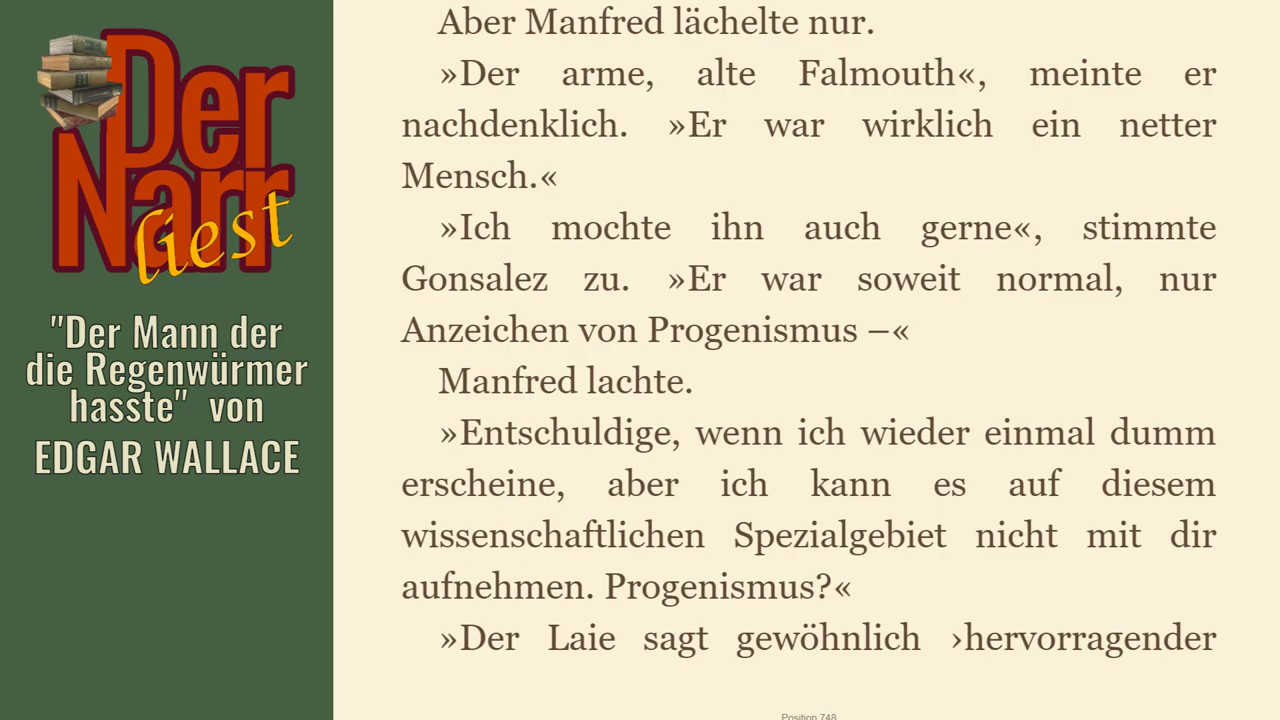 Der
Narr
liest
"Der Mann der
die Regenwürmer
hasste" von
EDGAR WALLACE
Aber Manfred lächelte nur.
»Der arme, alte Falmouth«, meinte er
nachdenklich. »Er war wirklich ein netter
Mensch.«
»Ich mochte ihn auch gerne«, stimmte
Gonsalez zu. »Er war soweit normal, nur
Anzeichen von Progenismus –«
Manfred lachte.
»Entschuldige, wenn ich wieder einmal dumm
erscheine, aber ich kann es auf diesem
wissenschaftlichen Spezialgebiet nicht mit dir
aufnehmen. Progenismus?«
»Der Laie sagt gewöhnlich ›hervorragender
Position 748